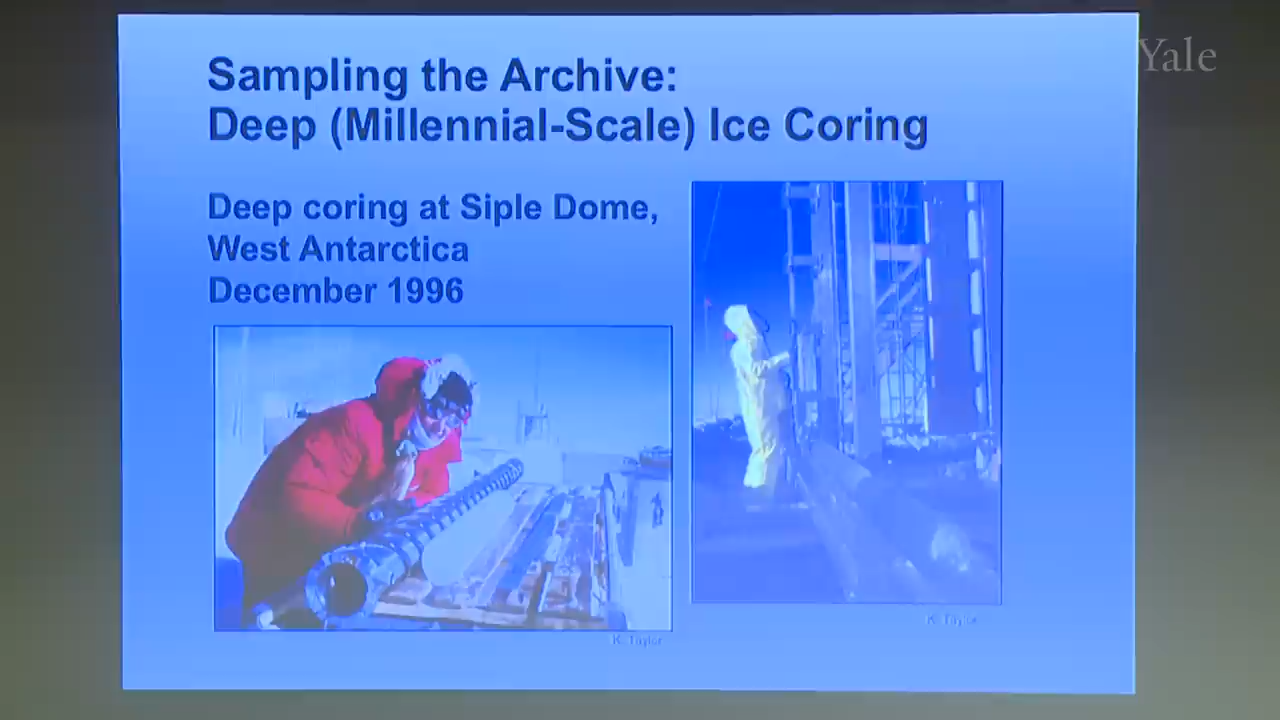 Yale
Sampling the Archive:
Deep (Millennial-Scale) Ice Coring
Deep coring at Siple Dome,
West Antarctica
December 1996
K. Taylor
K. Taylor